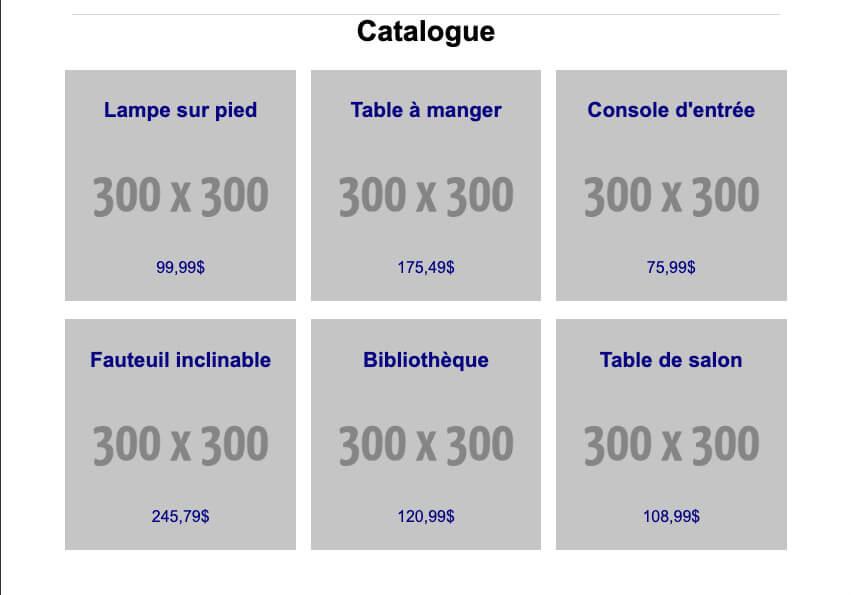 Catalogue
Lampe sur pied
300 x 300
99,99$
Table à manger
300 x 300
175,49$
Console d'entrée
300 x 300
75,99$
Fauteuil inclinable
300 x 300
245,79$
Bibliothèque
300 x 300
120,99$
Table de salon
300 x 300
108,99$